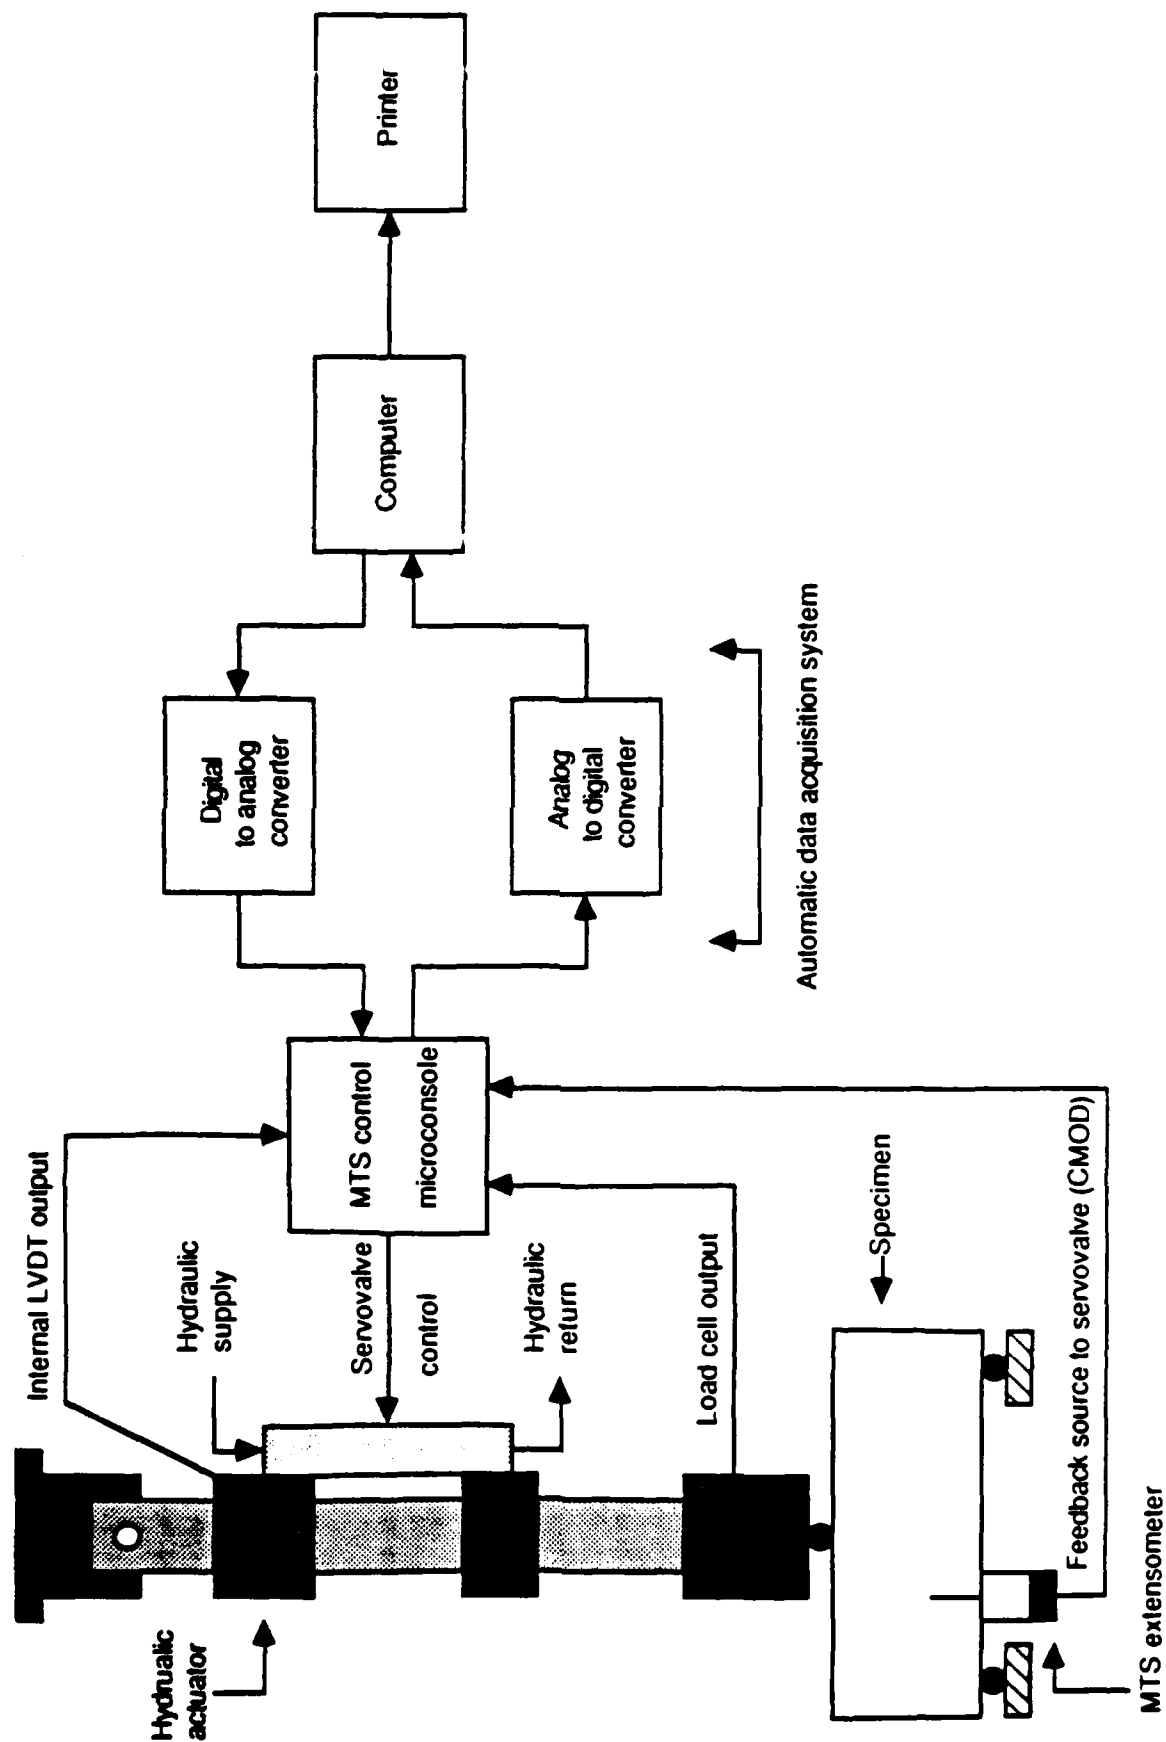 Hydrualic
actuator
Internal LVDT output
Hydraulic
supply
Servovalve
control
Hydraulic
return
Load cell output
MTS control
microconsole
Digital
to analog
converter
Analog
to digital
converter
Computer
Printer
Automatic data acquisition system
Specimen
Feedback source to servovalve (CMOD)
MTS extensometer